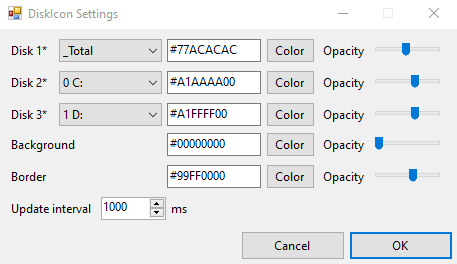 DiskIcon Settings
Disk 1* _Total #77ACACAC Color Opacity
Disk 2* 0 C: #A1AAAA00 Color Opacity
Disk 3* 1 D: #A1FFFF00 Color Opacity
Background #00000000 Color Opacity
Border #99FF0000 Color Opacity
Update interval 1000 ms
Cancel OK